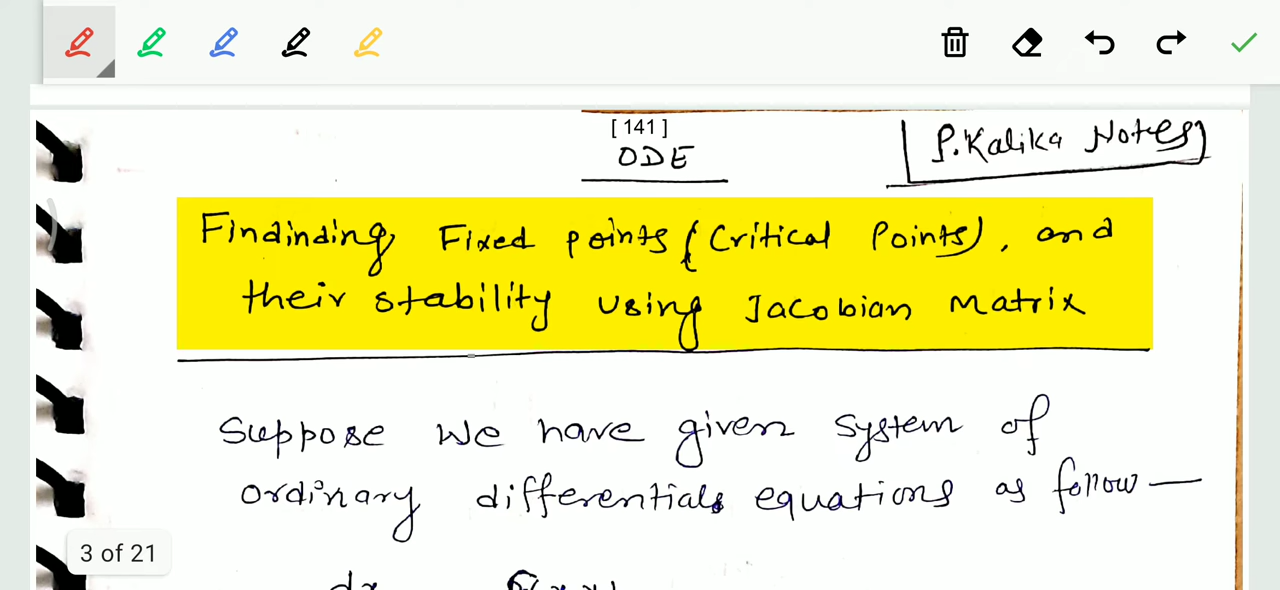 [ 141 ]
ODE
P. Kalika Notes
Findinding Fixed points (Critical Points), and
their stability using Jacobian Matrix
Suppose We have given system of
ordinary differentials equations as follow —
3 of 21
dx